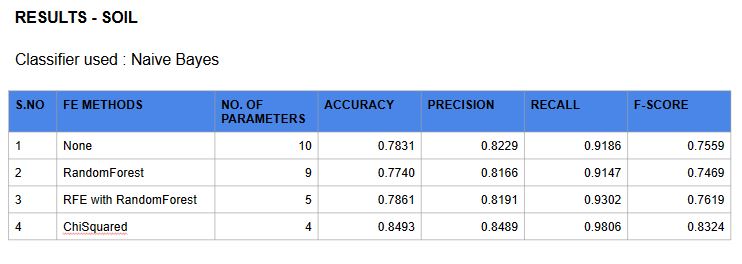 RESULTS - SOIL
Classifier used : Naive Bayes
S.NO FE METHODS NO. OF PARAMETERS ACCURACY PRECISION RECALL F-SCORE
1 None 10 0.7831 0.8229 0.9186 0.7559
2 RandomForest 9 0.7740 0.8166 0.9147 0.7469
3 RFE with RandomForest 5 0.7861 0.8191 0.9302 0.7619
4 ChiSquared 4 0.8493 0.8489 0.9806 0.8324